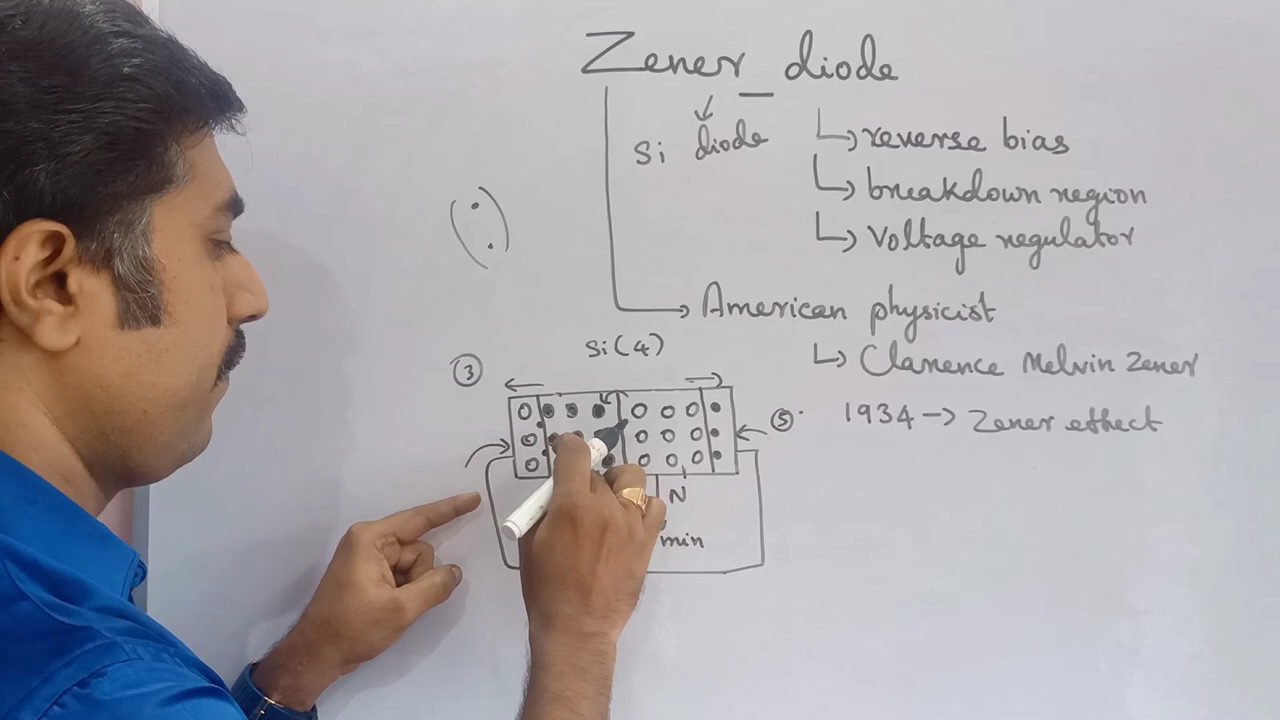 Zener diode
Si diode
reverse bias
breakdown region
Voltage regulator
American physicist
Clarence Melvin Zener
1934 → Zener effect
Si (4)
3
5
N
min